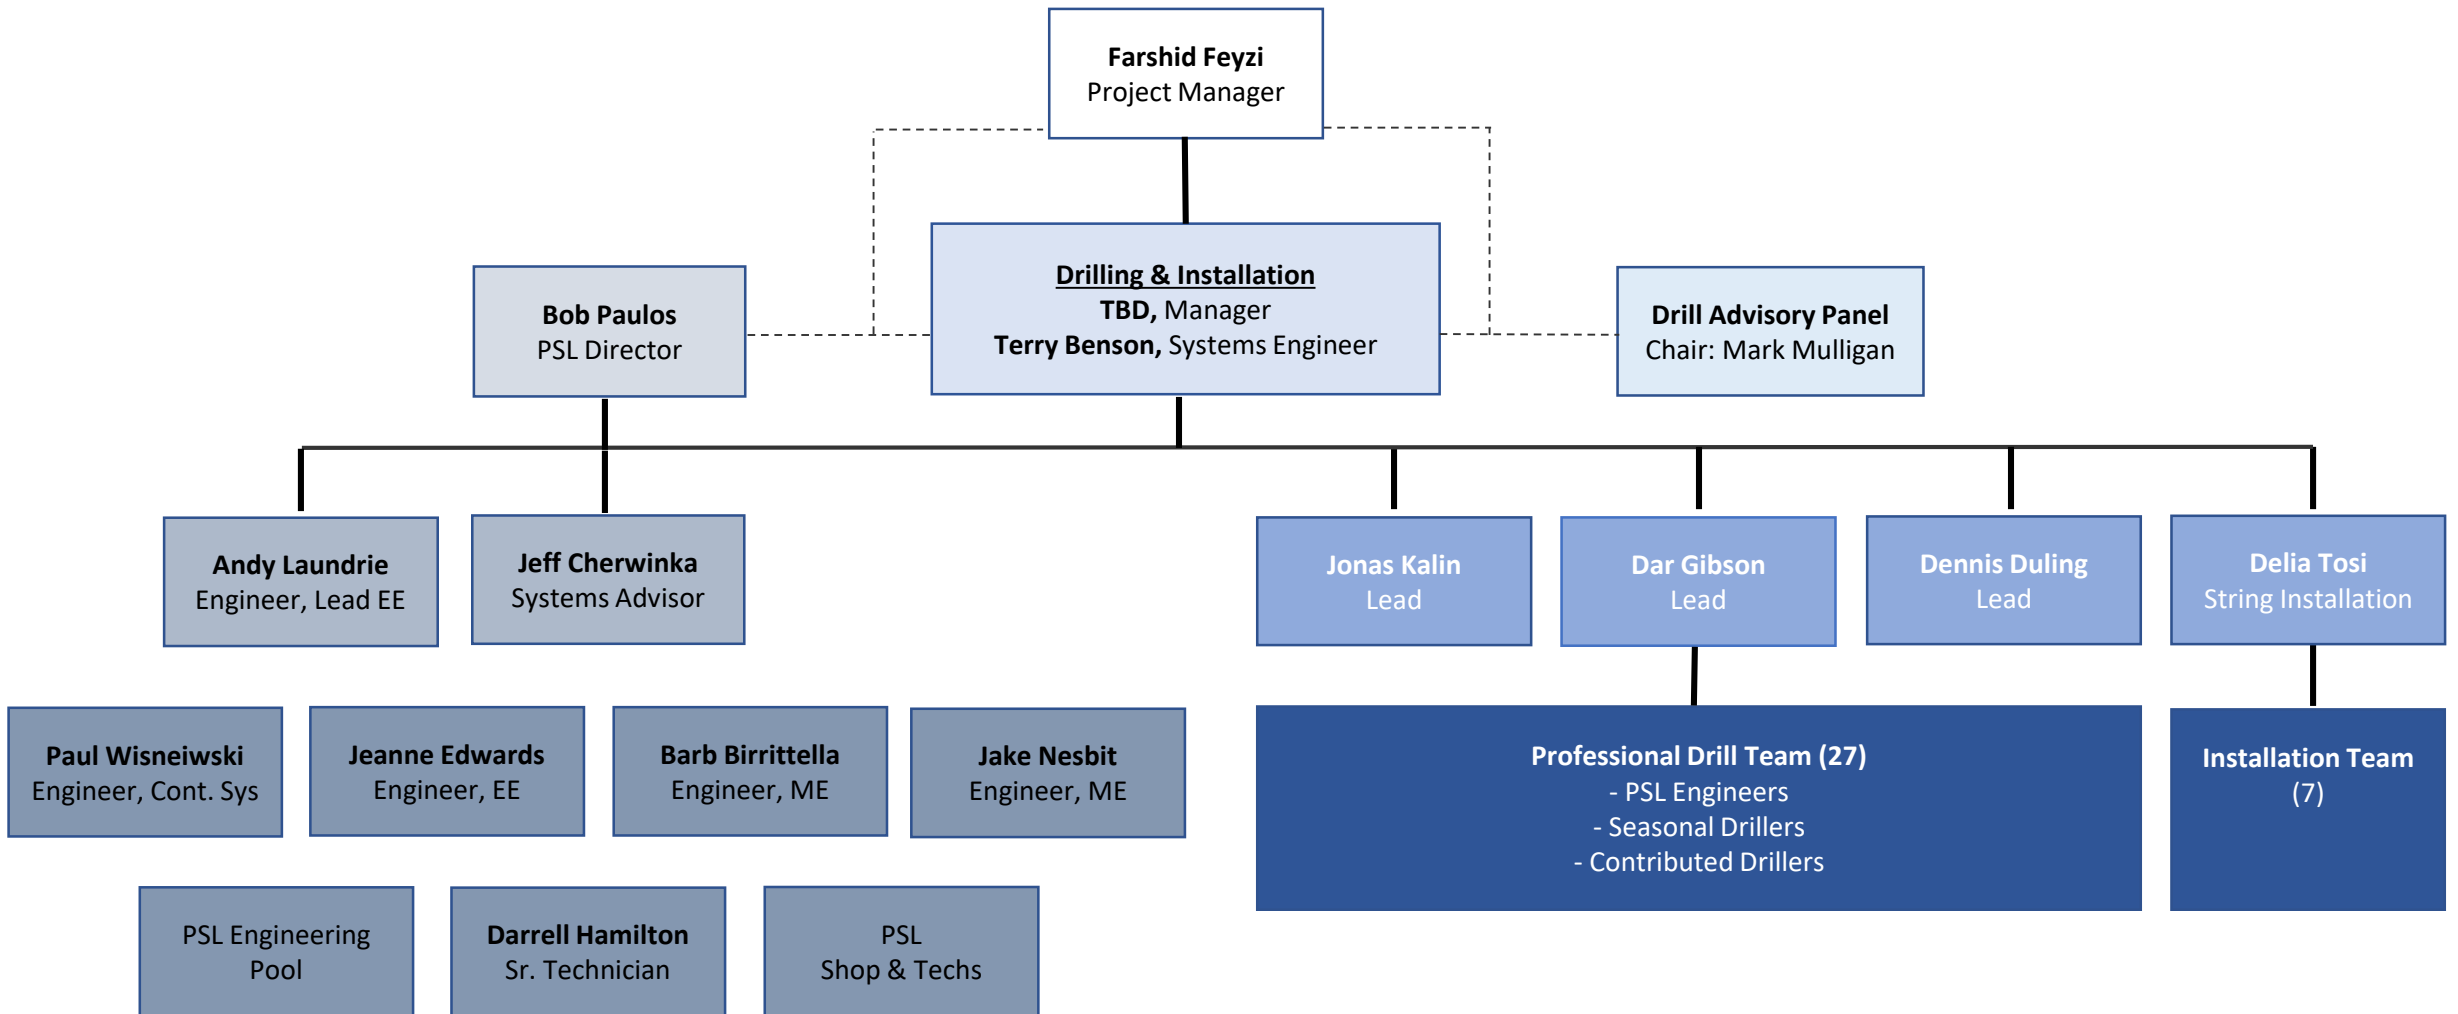 Farshid Feyzi
Project Manager
Drilling & Installation
TBD, Manager
Terry Benson, Systems Engineer
Bob Paulos
PSL Director
Drill Advisory Panel
Chair: Mark Mulligan
Andy Laundrie
Engineer, Lead EE
Jeff Cherwinka
Systems Advisor
Jonas Kalin
Lead
Dar Gibson
Lead
Dennis Duling
Lead
Delia Tosi
String Installation
Paul Wisneiwski
Engineer, Cont. Sys
Jeanne Edwards
Engineer, EE
Barb Birrittella
Engineer, ME
Jake Nesbit
Engineer, ME
Professional Drill Team (27)
- PSL Engineers
- Seasonal Drillers
- Contributed Drillers
Installation Team
(7)
PSL Engineering
Pool
Darrell Hamilton
Sr. Technician
PSL
Shop & Techs